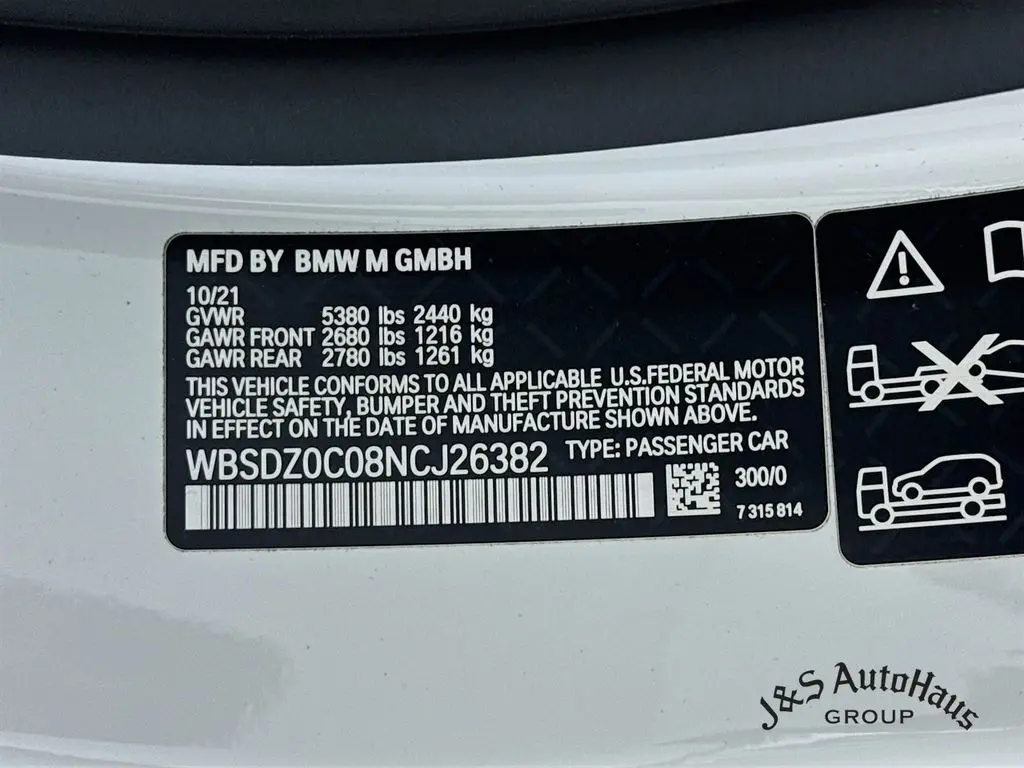 MFD BY BMW M GMBH
10/21
GVWR 5380 lbs 2440 kg
GAWR FRONT 2680 lbs 1216 kg
GAWR REAR 2780 lbs 1261 kg
THIS VEHICLE CONFORMS TO ALL APPLICABLE U.S.FEDERAL MOTOR
VEHICLE SAFETY, BUMPER AND THEFT PREVENTION STANDARDS
IN EFFECT ON THE DATE OF MANUFACTURE SHOWN ABOVE.
WBSDZ0C08NCJ26382 TYPE: PASSENGER CAR
300/0
7 315 814
J&S AutoHaus
GROUP